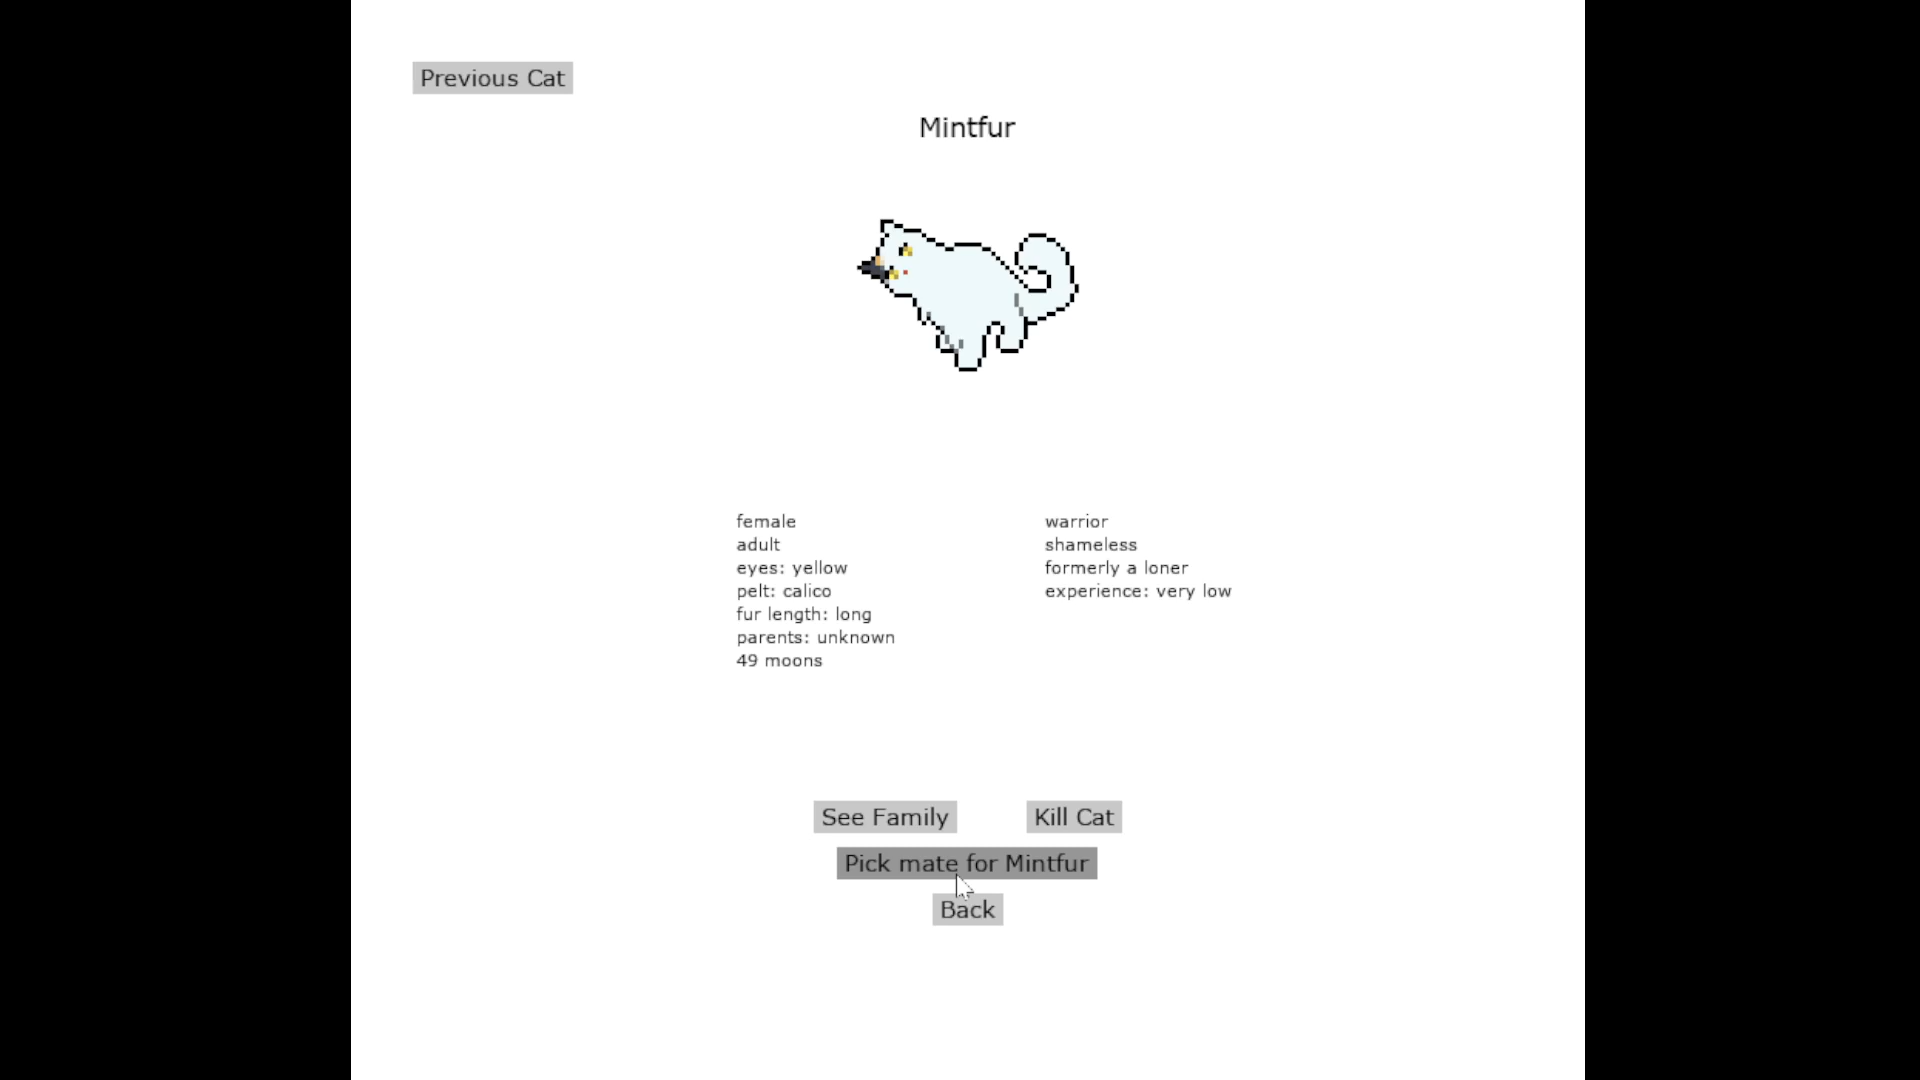 Previous Cat
Mintfur
female
adult
eyes: yellow
pelt: calico
fur length: long
parents: unknown
49 moons
warrior
shameless
formerly a loner
experience: very low
See Family
Kill Cat
Pick mate for Mintfur
Back